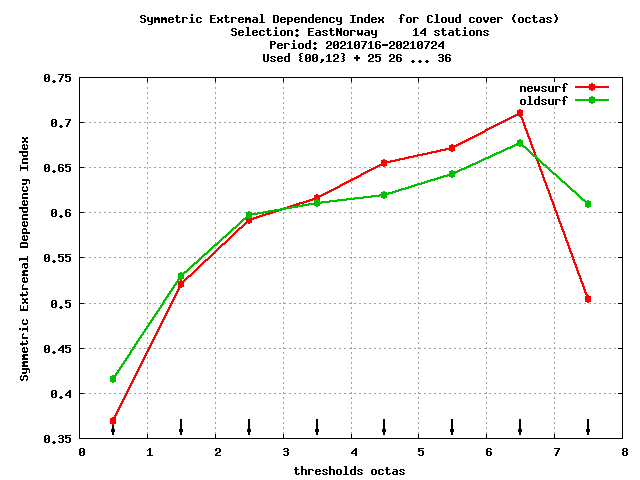 Symmetric Extremal Dependency Index  for Cloud cover (octas)
Selection: EastNorway     14 stations
Period: 20210716-20210724
Used {00,12} + 25 26 ... 36
newsurf
oldsurf
Symmetric Extremal Dependency Index
0.75
0.7
0.65
0.6
0.55
0.5
0.45
0.4
0.35
0 1 2 3 4 5 6 7 8
thresholds octas